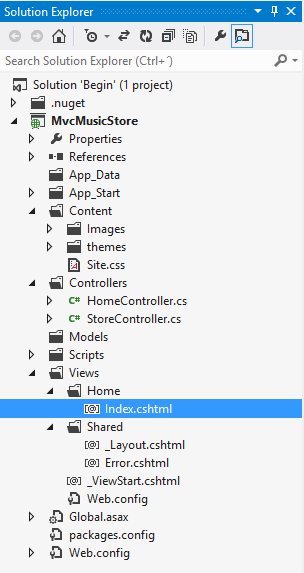 Solution Explorer
Search Solution Explorer (Ctrl+¨)
Solution 'Begin' (1 project)
.nuget
MvcMusicStore
Properties
References
App_Data
App_Start
Content
Images
themes
Site.css
Controllers
C# HomeController.cs
C# StoreController.cs
Models
Scripts
Views
Home
[@] Index.cshtml
Shared
[@] _Layout.cshtml
[@] Error.cshtml
[@] _ViewStart.cshtml
Web.config
Global.asax
packages.config
Web.config